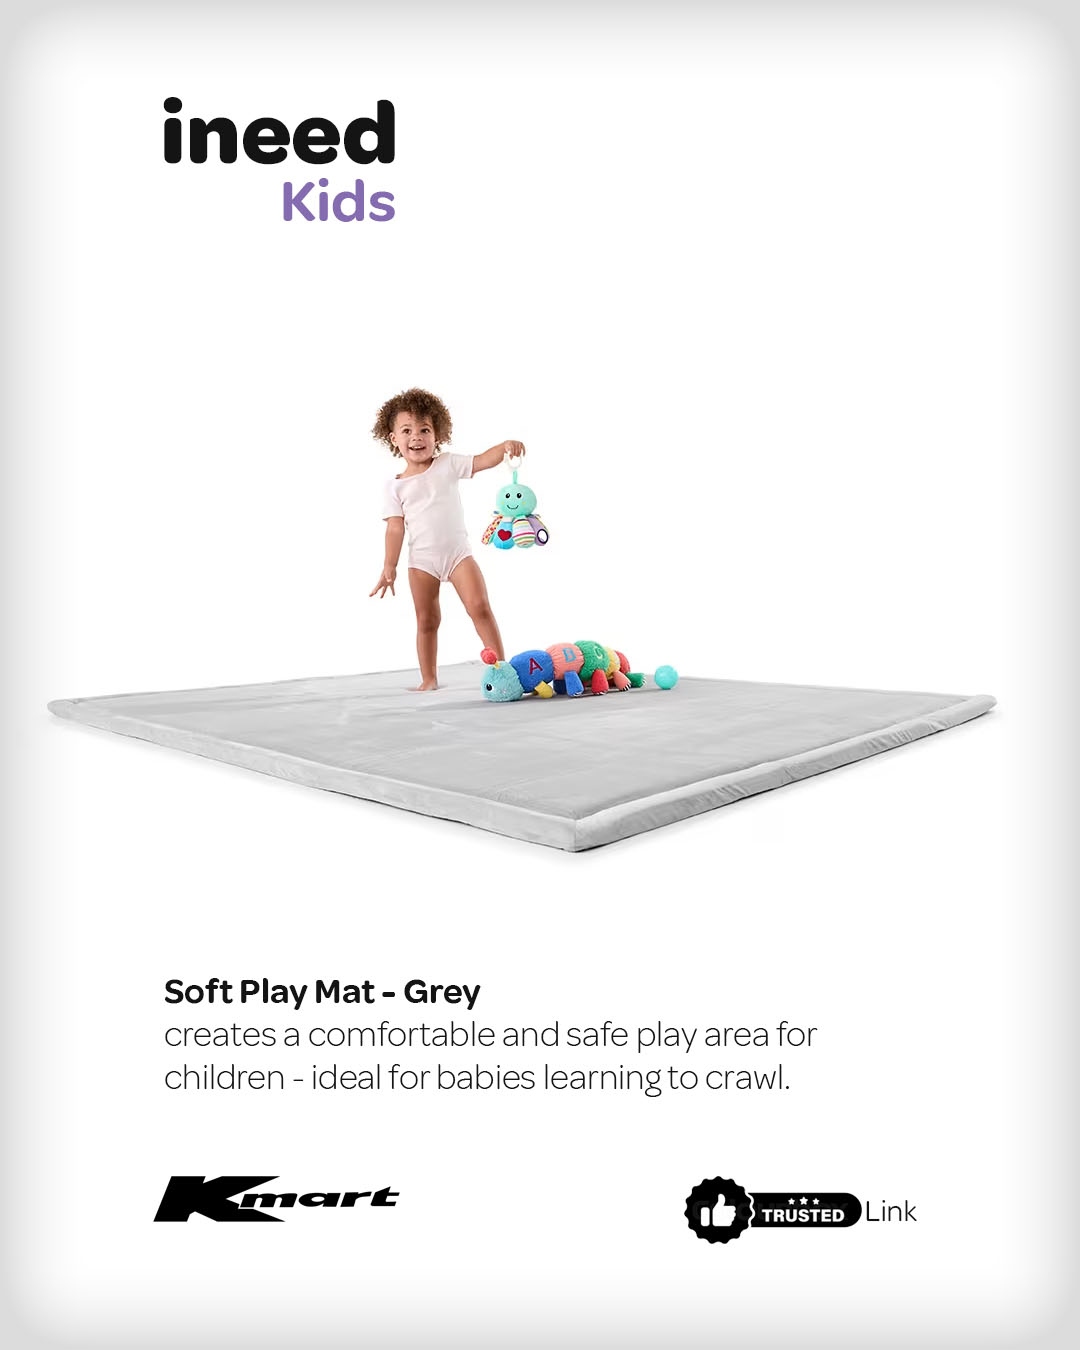 ineed
Kids
A B C
Soft Play Mat - Grey
creates a comfortable and safe play area for
children - ideal for babies learning to crawl.
Kmart
TRUSTED Link